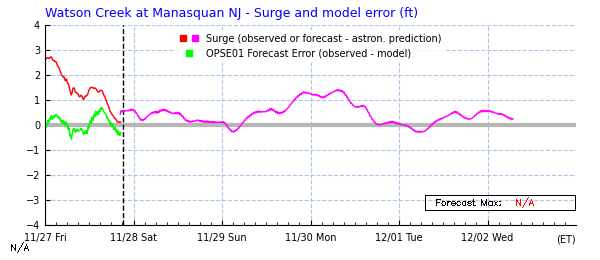 Watson Creek at Manasquan NJ - Surge and model error (ft)
Surge (observed or forecast - astron. prediction)
OPSE01 Forecast Error (observed - model)
4
3
2
1
0
−1
−2
−3
−4
Forecast Max: N/A
11/27 Fri 11/28 Sat 11/29 Sun 11/30 Mon 12/01 Tue 12/02 Wed (ET)
N/A